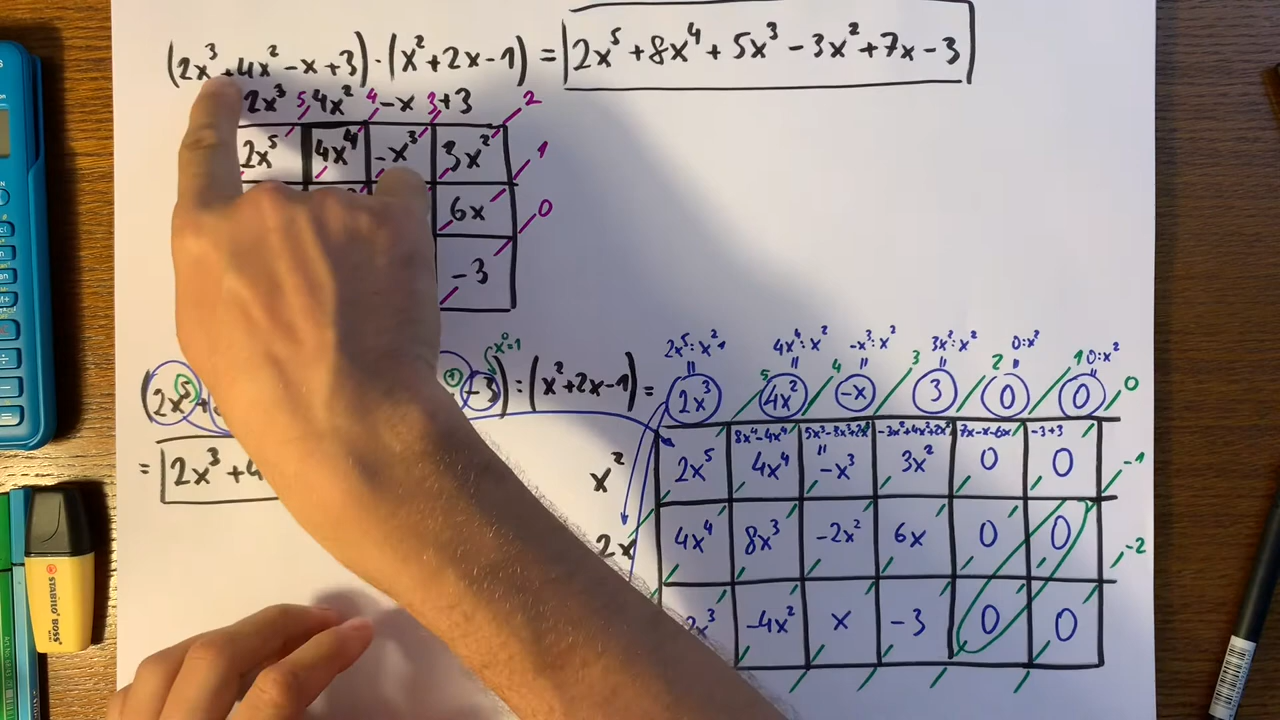 (2x³+4x²-x+3)·(x²+2x-1) = 2x⁵+8x⁴+5x³-3x²+7x-3
2x³ 5 4x² 4 -x 3 +3 2
2x⁵ 4x⁴ -x³ 3x² 1
6x 0
-3
x⁰=1
2x⁵:x² 4x⁴:x² -x³:x² 3x²:x² 0:x² 0:x²
(2x⁵ -3):(x²+2x-1)= 2x³ 4x² -x 3 0 0
5 4 3 2 1 0
8x⁴-4x⁴ 5x³-8x³+2x³ -3x²+4x²+2x² 7x-x-6x -3+3
= 2x³+4
x² 2x⁵ 4x⁴ -x³ 3x² 0 0 -1
2x 4x⁴ 8x³ -2x² 6x 0 0 -2
-4x² x -3 0 0
STABILO BOSS